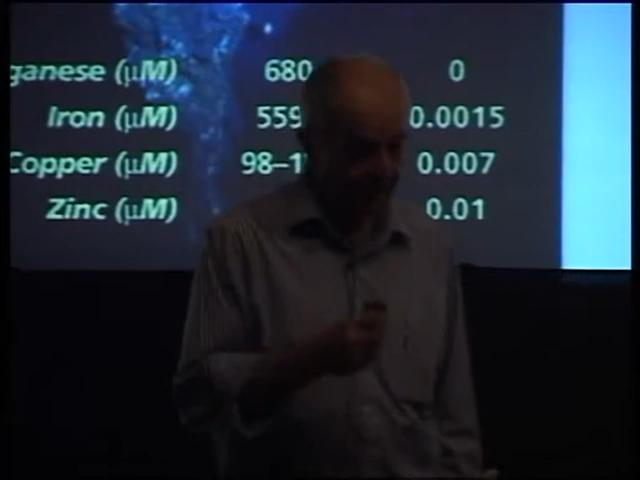 ganese (µM) 680 0
Iron (µM) 559 0.0015
Copper (µM) 98–1 0.007
Zinc (µM) 0.01